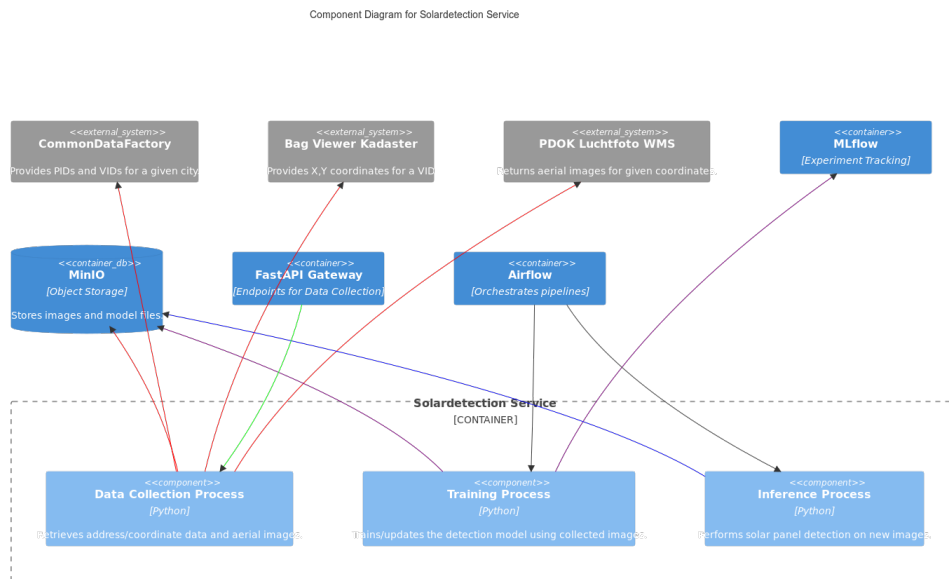 Component Diagram for Solardetection Service
<<external_system>>
CommonDataFactory
Provides PIDs and VIDs for a given city
<<external_system>>
Bag Viewer Kadaster
Provides X,Y coordinates for a VID
<<external_system>>
PDOK Luchtfoto WMS
Returns aerial images for given coordinates.
<<container>>
MLflow
[Experiment Tracking]
<<container_db>>
MinIO
[Object Storage]
Stores images and model files.
<<container>>
FastAPI Gateway
[Endpoints for Data Collection]
<<container>>
Airflow
[Orchestrates pipelines]
Solardetection Service
[CONTAINER]
<<component>>
Data Collection Process
[Python]
Retrieves address/coordinate data and aerial images.
<<component>>
Training Process
[Python]
Trains/updates the detection model using collected images.
<<component>>
Inference Process
[Python]
Performs solar panel detection on new images.